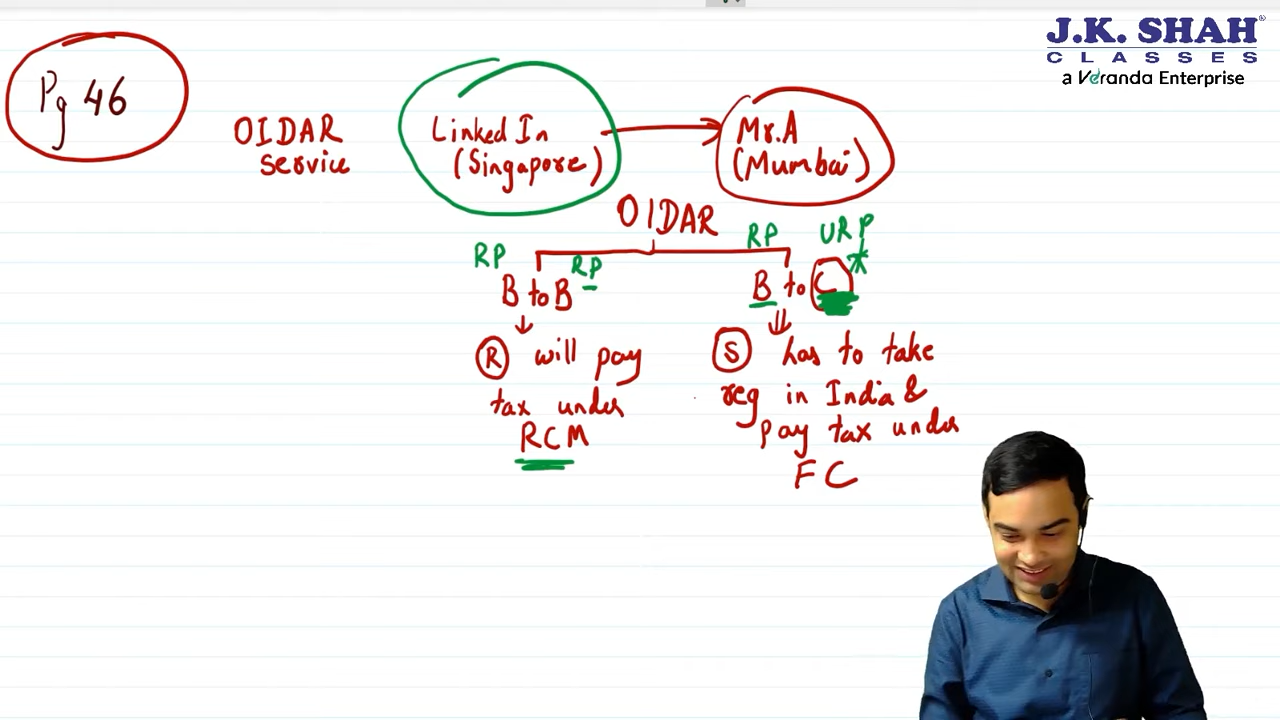 J.K. SHAH®
CLASSES
a Veranda Enterprise
Pg 46
OIDAR
service
Linked In
(Singapore)
Mr.A
(Mumbai)
OIDAR
RP
RP
B to B
R will pay
tax under
RCM
RP
URP
B to C
S has to take
reg in India &
pay tax under
FC